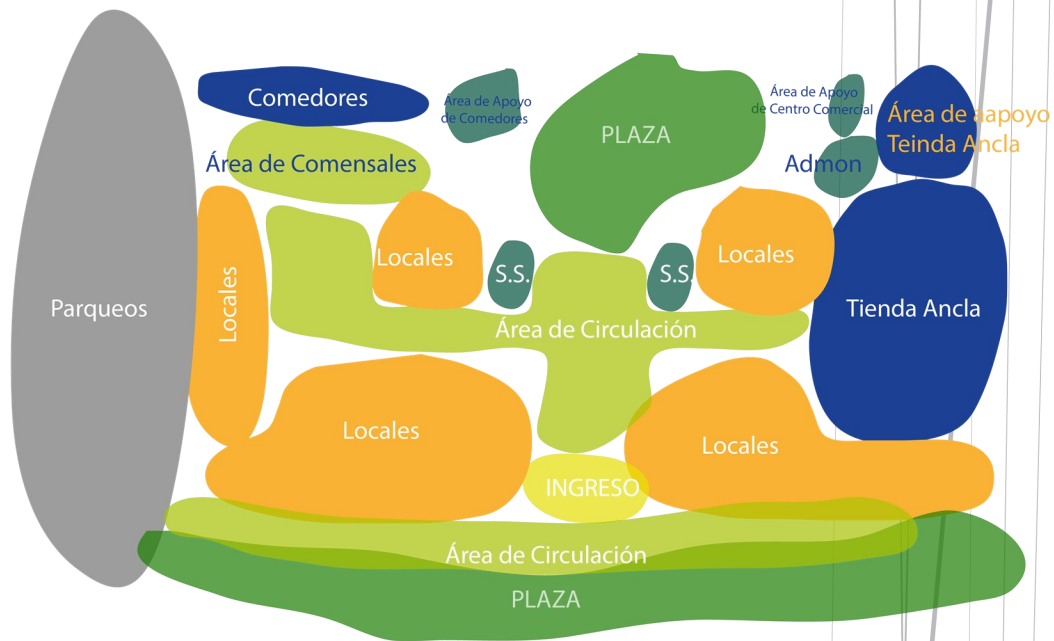 Comedores
Área de Apoyo
de Comedores
PLAZA
Área de Apoyo
de Centro Comercial
Área de aapoyo
Teinda Ancla
Área de Comensales
Admon
Locales
S.S.
S.S.
Locales
Parqueos
Locales
Área de Circulación
Tienda Ancla
Locales
Locales
INGRESO
Área de Circulación
PLAZA